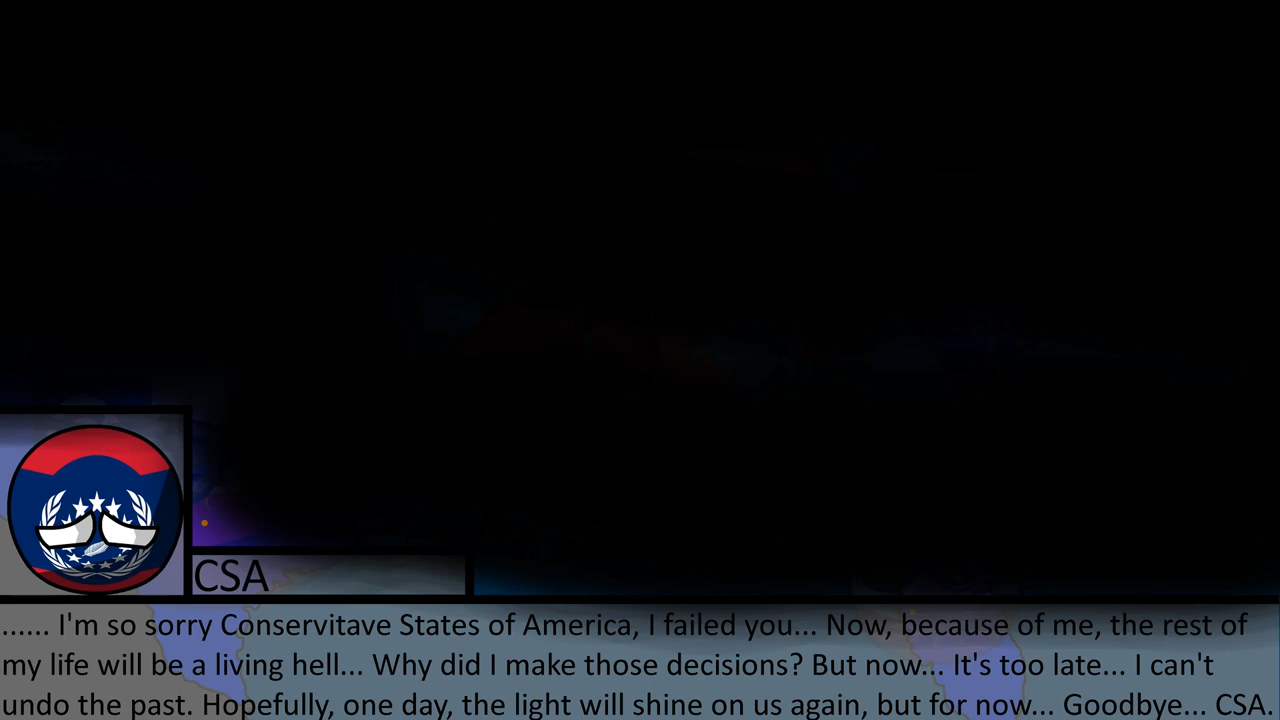 CSA
...... I'm so sorry Conservitave States of America, I failed you... Now, because of me, the rest of
my life will be a living hell... Why did I make those decisions? But now... It's too late... I can't
undo the past. Hopefully, one day, the light will shine on us again, but for now... Goodbye... CSA.